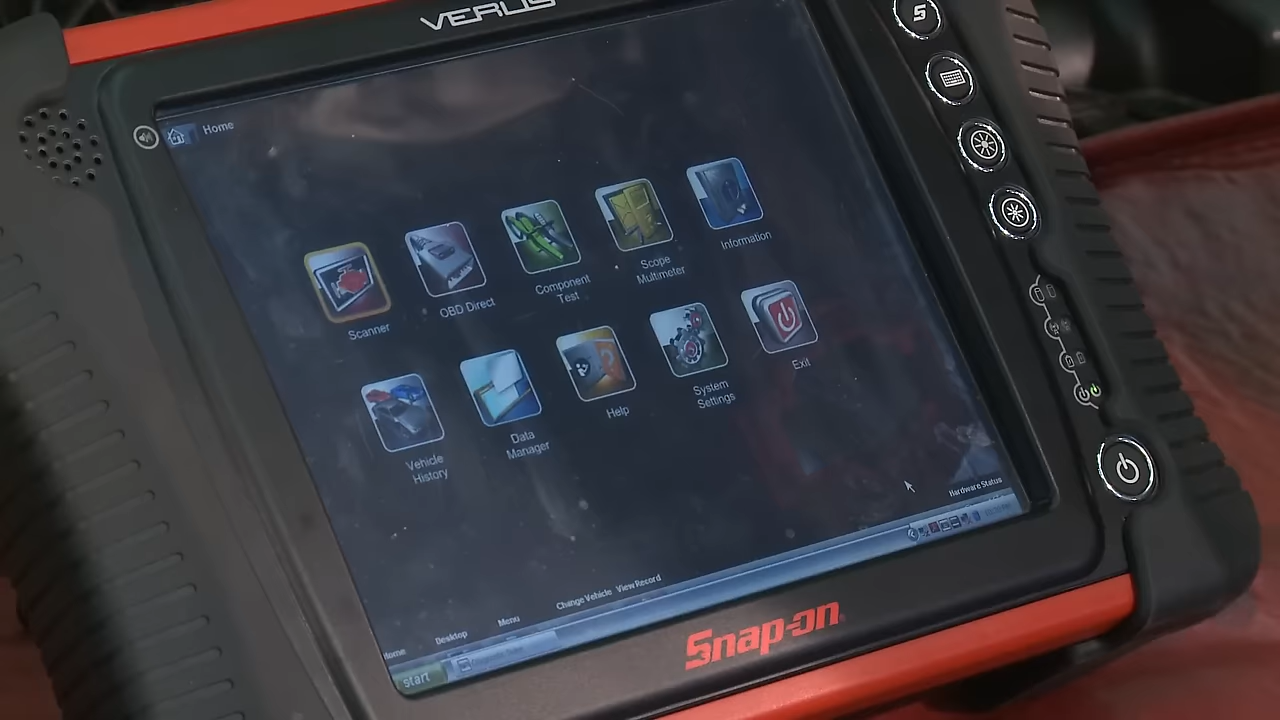 VERUS
S
Home
Scanner
OBD Direct
Component
Test
Scope
Multimeter
Information
Vehicle
History
Data
Manager
Help
System
Settings
Exit
Hardware Status
Home
Desktop
Menu
Change Vehicle
View Record
start
Snap-on